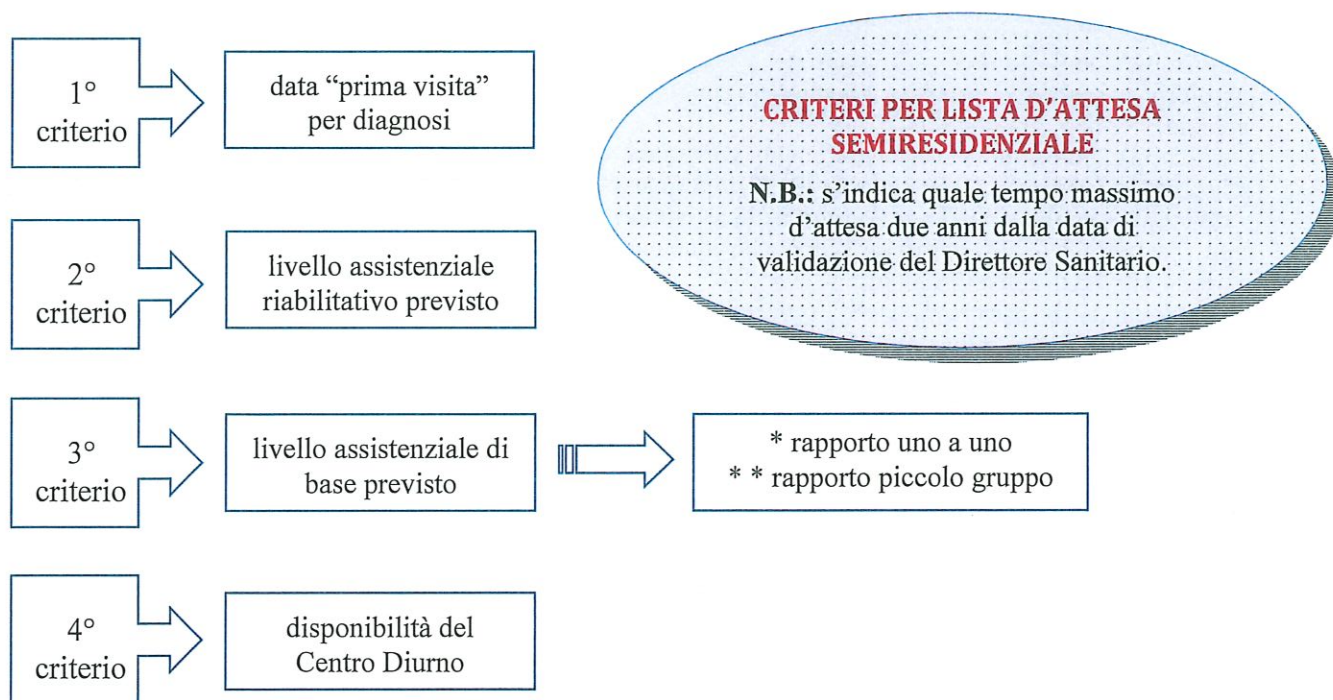 1°
criterio
data “prima visita”
per diagnosi
CRITERI PER LISTA D’ATTESA
SEMIRESIDENZIALE
N.B.: s’indica quale tempo massimo
d’attesa due anni dalla data di
validazione del Direttore Sanitario.
2°
criterio
livello assistenziale
riabilitativo previsto
3°
criterio
livello assistenziale di
base previsto
* rapporto uno a uno
* * rapporto piccolo gruppo
4°
criterio
disponibilità del
Centro Diurno